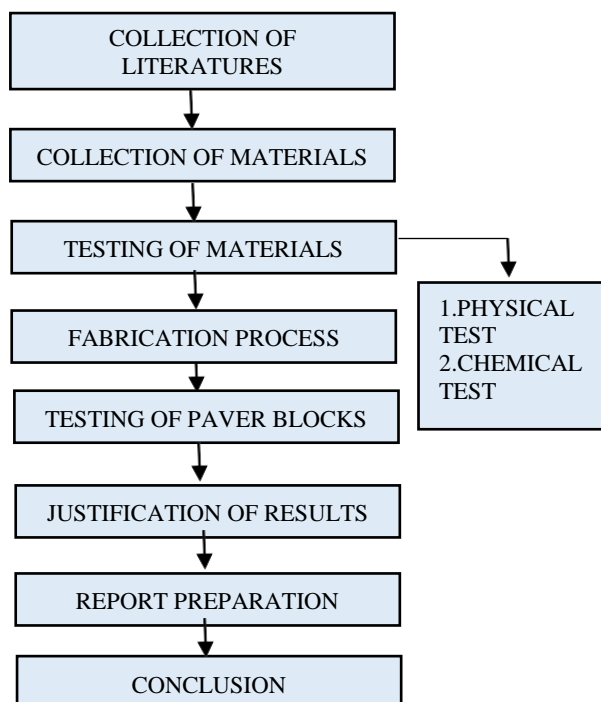 COLLECTION OF
LITERATURES
COLLECTION OF MATERIALS
TESTING OF MATERIALS
1.PHYSICAL
TEST
2.CHEMICAL
TEST
FABRICATION PROCESS
TESTING OF PAVER BLOCKS
JUSTIFICATION OF RESULTS
REPORT PREPARATION
CONCLUSION